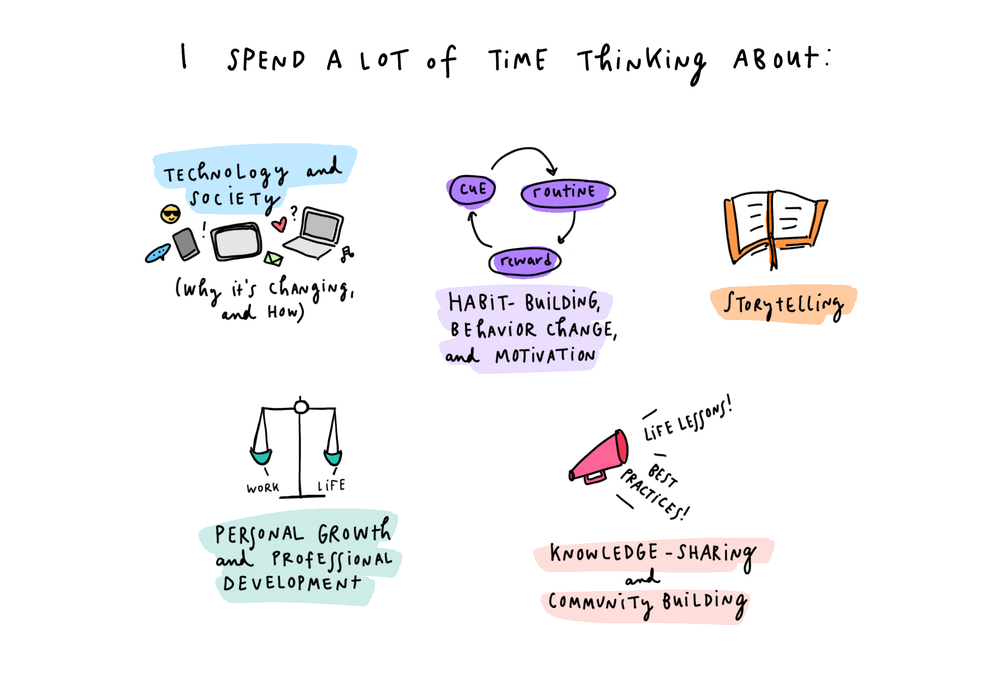 I SPEND A LOT of TiME ThiNKiNg ABOUT:
TECHNOLOGY and
SOCiETY
?
!
(Why iT'S ChANgiNg,
and HOW)
CUE
ROUTINE
reward
HABiT-BUiLDiNG,
BEhAViOR ChANGE,
and MOTiVATiON
STORyTELLiNg
WORK
LiFE
PERSONAL GROWTh
and PROfESSiONAL
DEVELOPMENT
LiFE LESSONS!
BEST
PRACTiCES!
KNOWLEDGE-SHARiNg
and
COMMUNiTy BUiLDiNg